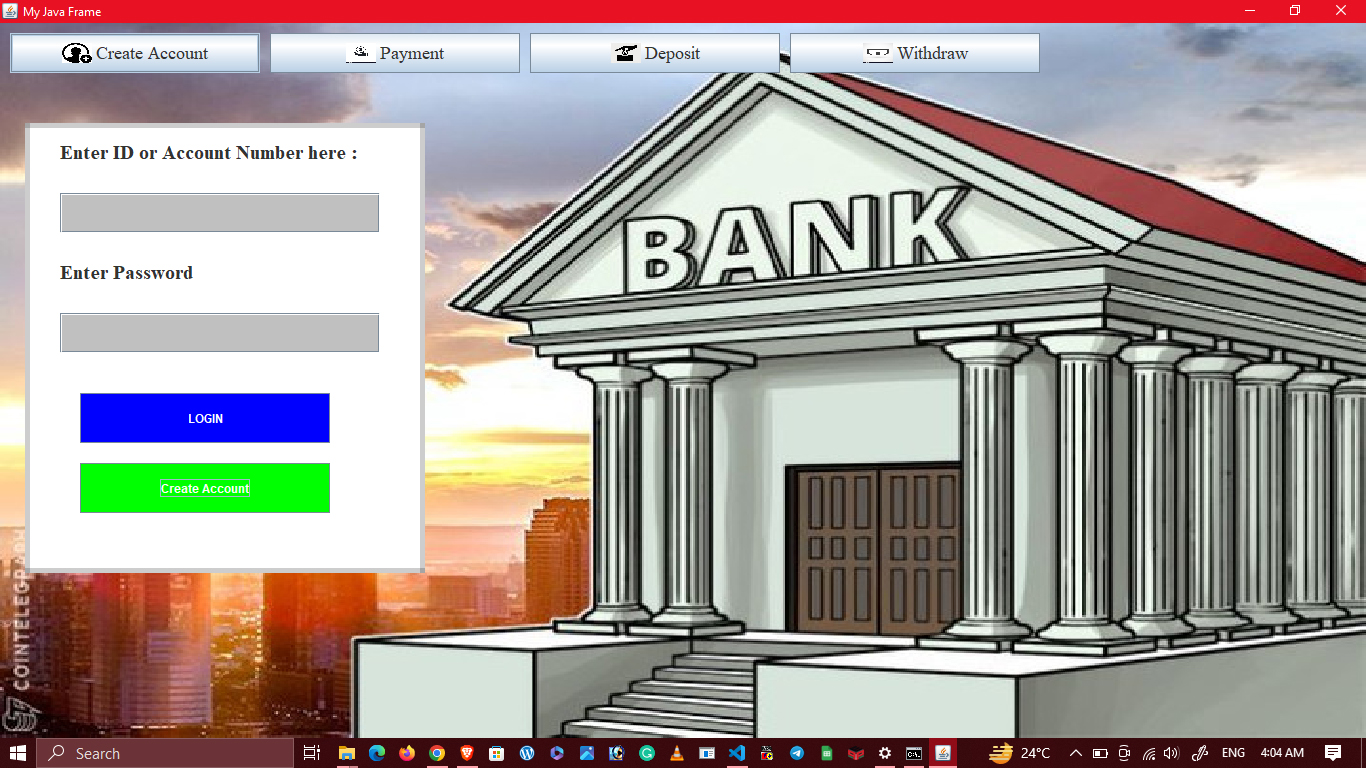 My Java Frame
Create Account
Payment
Deposit
Withdraw
Enter ID or Account Number here :
Enter Password
LOGIN
Create Account
BANK
COINTELEGRAPH
Search
24°C
ENG
4:04 AM